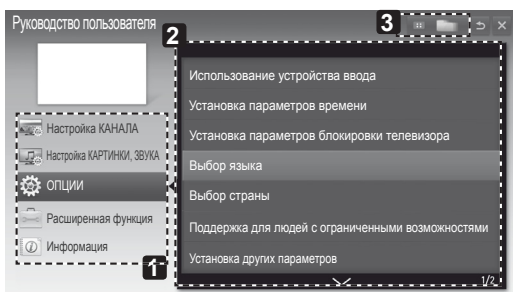 Руководство пользователя
3
2
Настройка КАНАЛА
Настройка КАРТИНКИ, ЗВУКА
ОПЦИИ
Расширенная функция
Информация
1
Использование устройства ввода
Установка параметров времени
Установка параметров блокировки телевизора
Выбор языка
Выбор страны
Поддержка для людей с ограниченными возможностями
Установка других параметров
1/2